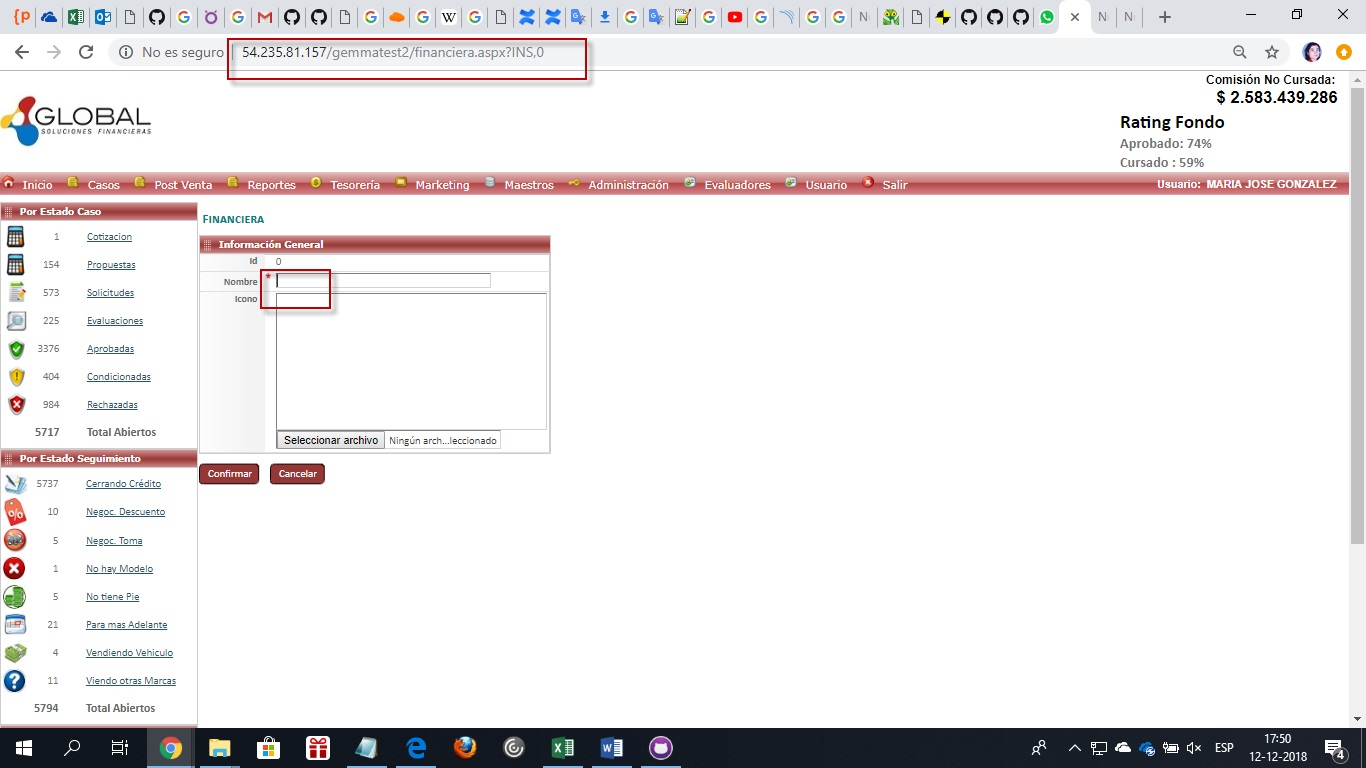 No es seguro 54.235.81.157/gemmatest2/financiera.aspx?INS,0
Comisión No Cursada:
$ 2.583.439.286
GLOBAL
SOLUCIONES FINANCIERAS
Rating Fondo
Aprobado: 74%
Cursado : 59%
Inicio Casos Post Venta Reportes Tesorería Marketing Maestros Administración Evaluadores Usuario Salir Usuario: MARIA JOSE GONZALEZ
Por Estado Caso
1 Cotizacion
154 Propuestas
573 Solicitudes
225 Evaluaciones
3376 Aprobadas
404 Condicionadas
984 Rechazadas
5717 Total Abiertos
Por Estado Seguimiento
5737 Cerrando Crédito
10 Negoc. Descuento
5 Negoc. Toma
1 No hay Modelo
5 No tiene Pie
21 Para mas Adelante
4 Vendiendo Vehiculo
11 Viendo otras Marcas
5794 Total Abiertos
FINANCIERA
Información General
Id 0
Nombre *
Icono
Seleccionar archivo Ningún arch...leccionado
Confirmar Cancelar
ESP
17:50
12-12-2018
4